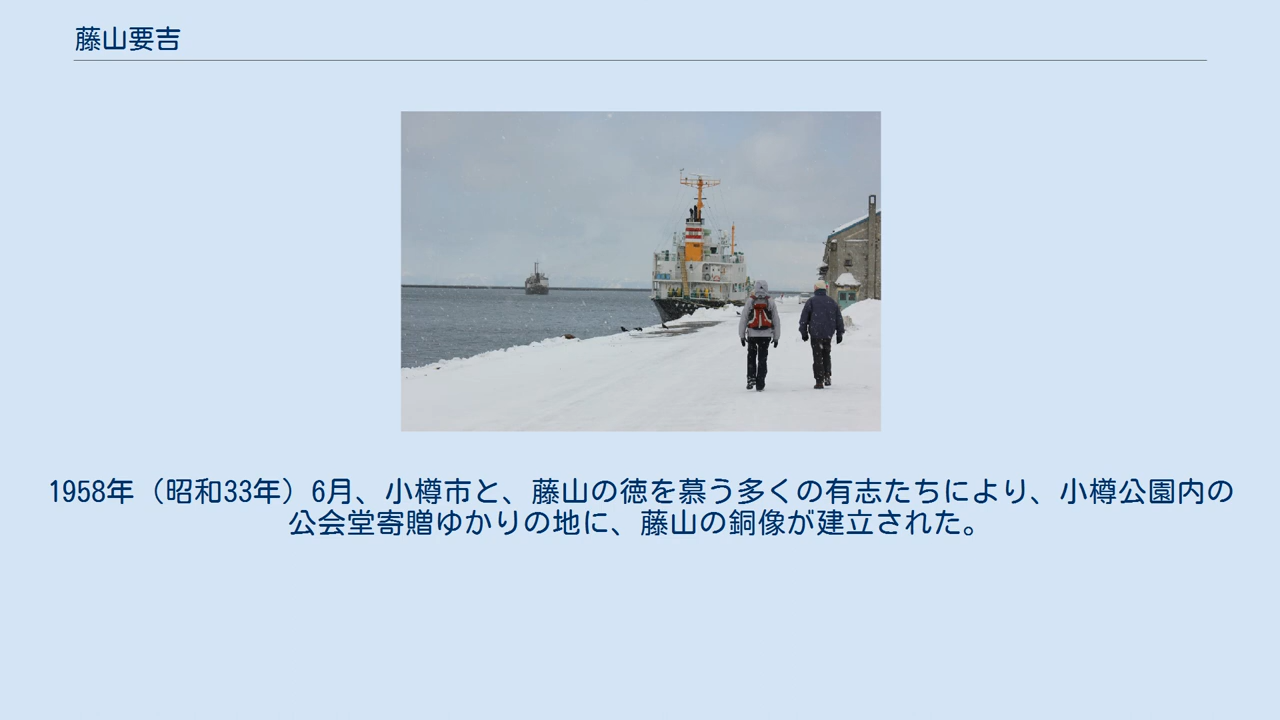 藤山要吉
1958年（昭和33年）6月、小樽市と、藤山の徳を慕う多くの有志たちにより、小樽公園内の
公会堂寄贈ゆかりの地に、藤山の銅像が建立された。